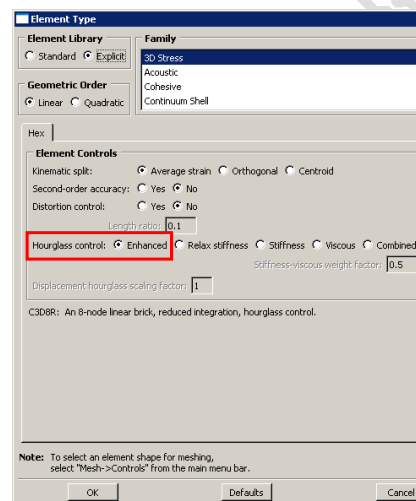 Element Type
Element Library
Standard Explicit
Family
3D Stress
Acoustic
Cohesive
Continuum Shell
Geometric Order
Linear Quadratic
Hex
Element Controls
Kinematic split: Average strain Orthogonal Centroid
Second-order accuracy: Yes No
Distortion control: Yes No
Length ratio: 0.1
Hourglass control: Enhanced Relax stiffness Stiffness Viscous Combined
Stiffness-viscous weight factor: 0.5
Displacement hourglass scaling factor: 1
C3D8R: An 8-node linear brick, reduced integration, hourglass control.
Note: To select an element shape for meshing,
select "Mesh->Controls" from the main menu bar.
OK Defaults Cancel